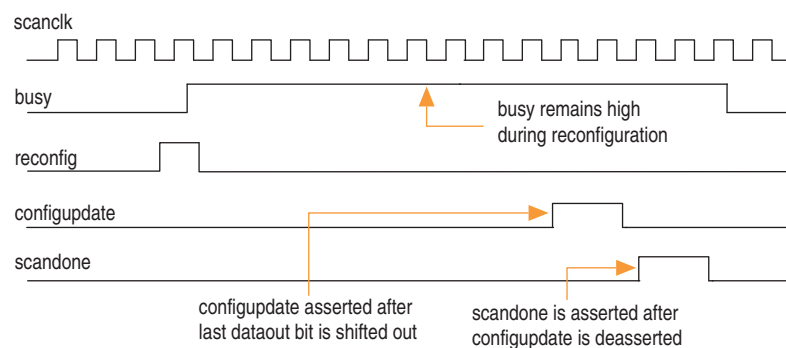 scanclk
busy
busy remains high
during reconfiguration
reconfig
configupdate
scandone
configupdate asserted after
last dataout bit is shifted out
scandone is asserted after
configupdate is deasserted